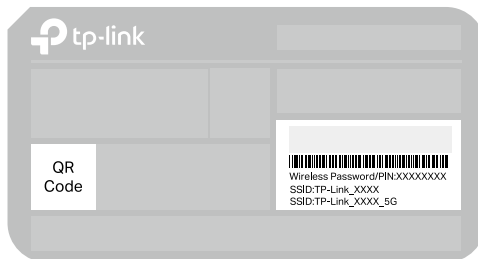 tp-link
QR
Code
Wireless Password/PIN:XXXXXXXX
SSID:TP-Link_XXXX
SSID:TP-Link_XXXX_5G